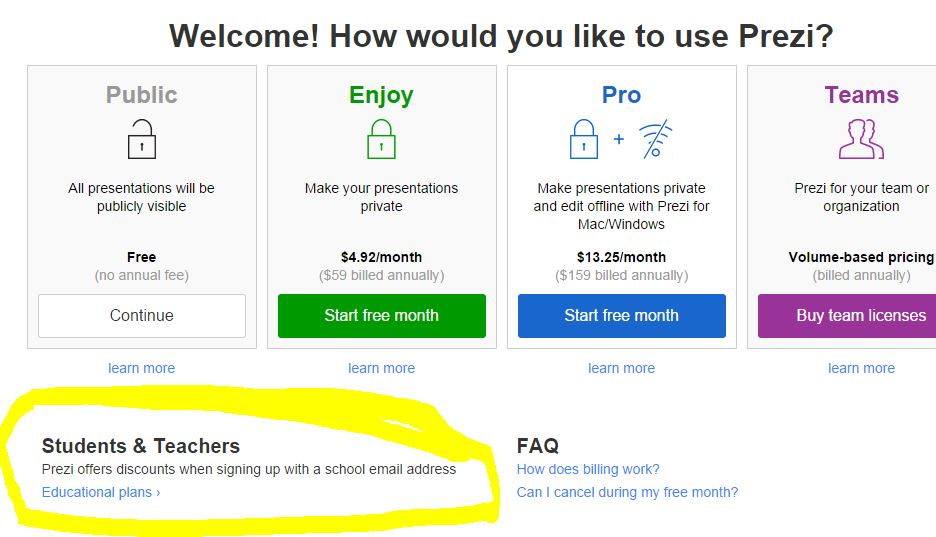 Welcome! How would you like to use Prezi?
Public
All presentations will be
publicly visible
Free
(no annual fee)
Continue
learn more
Enjoy
Make your presentations
private
$4.92/month
($59 billed annually)
Start free month
learn more
Pro
Make presentations private
and edit offline with Prezi for
Mac/Windows
$13.25/month
($159 billed annually)
Start free month
learn more
Teams
Prezi for your team or
organization
Volume-based pricing
(billed annually)
Buy team licenses
learn more
Students & Teachers
Prezi offers discounts when signing up with a school email address
Educational plans ›
FAQ
How does billing work?
Can I cancel during my free month?